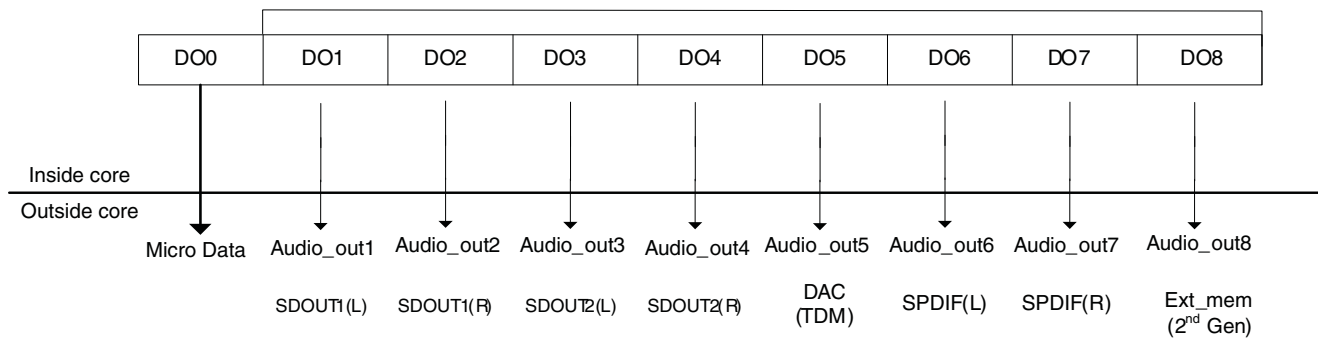 DO0 DO1 DO2 DO3 DO4 DO5 DO6 DO7 DO8
Inside core
Outside core
Micro Data Audio_out1 Audio_out2 Audio_out3 Audio_out4 Audio_out5 Audio_out6 Audio_out7 Audio_out8
SDOUT1(L) SDOUT1(R) SDOUT2(L) SDOUT2(R) DAC SPDIF(L) SPDIF(R) Ext_mem
(TDM) (2nd Gen)